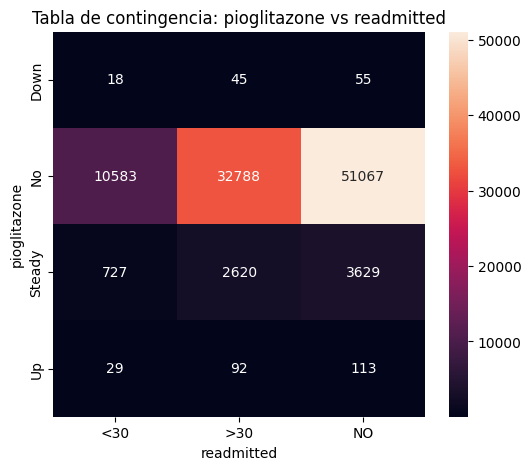 Tabla de contingencia: pioglitazone vs readmitted
pioglitazone
Down
18 45 55
No
10583 32788 51067
Steady
727 2620 3629
Up
29 92 113
<30 >30 NO
readmitted
50000
40000
30000
20000
10000